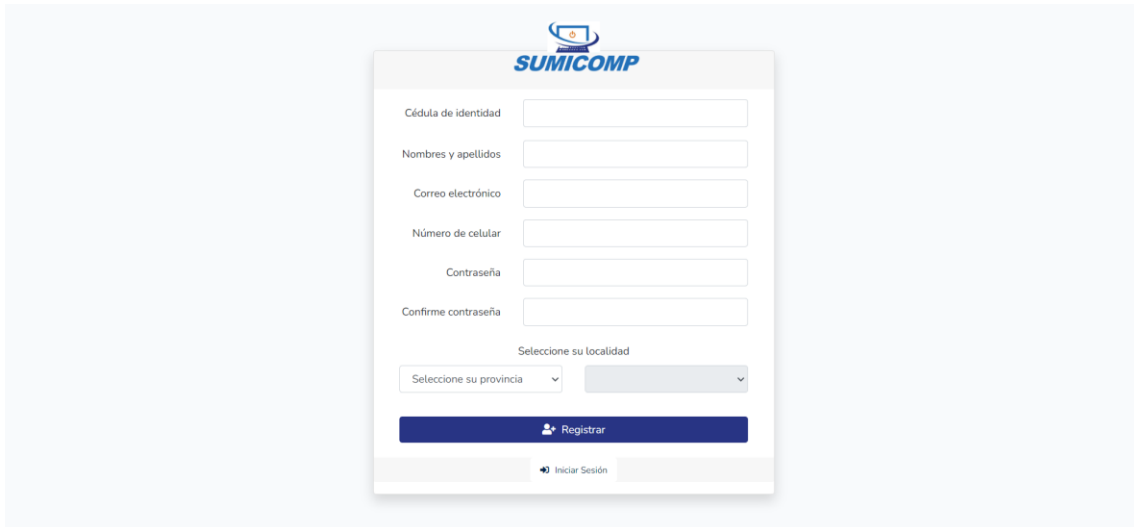 SUMICOMP
Cédula de identidad
Nombres y apellidos
Correo electrónico
Número de celular
Contraseña
Confirme contraseña
Seleccione su localidad
Seleccione su provincia
Registrar
Iniciar Sesión